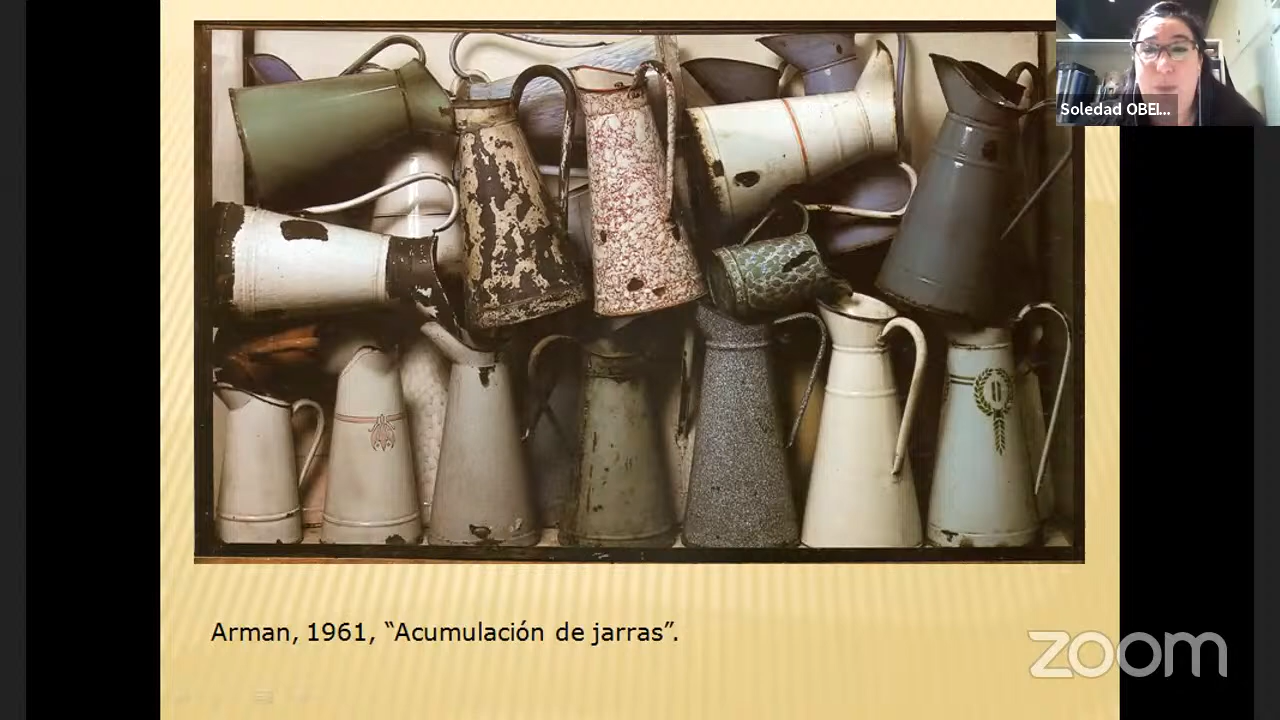 Soledad OBEI...
Arman, 1961, “Acumulación de jarras”.
zoom